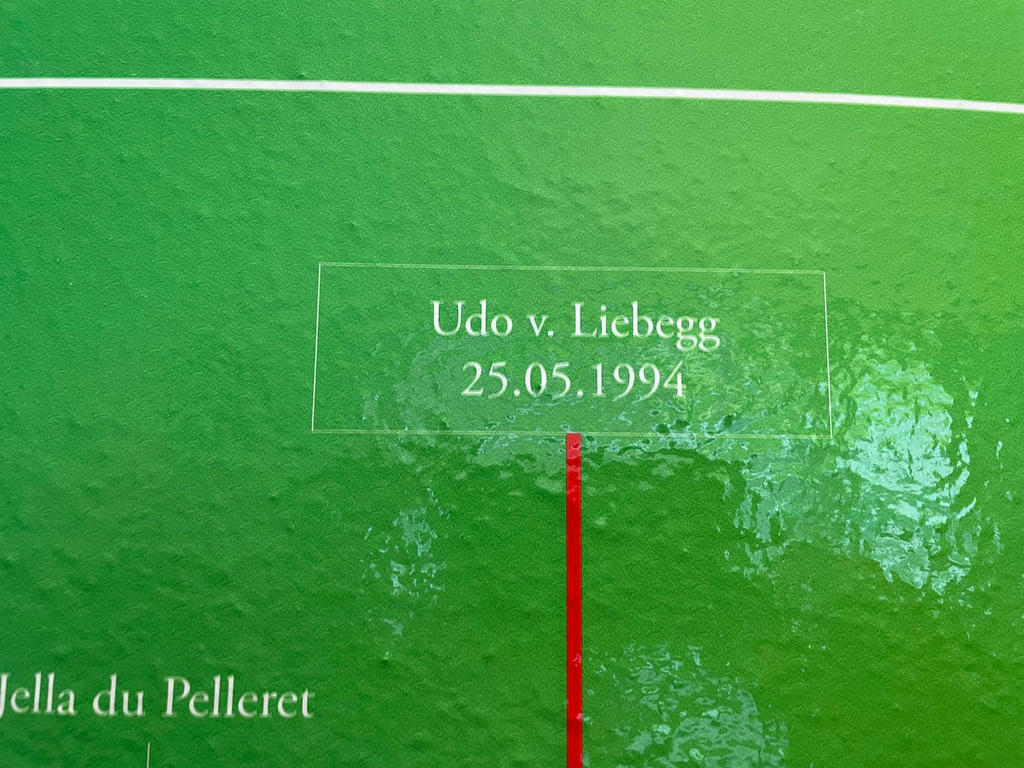 Udo v. Liebegg
25.05.1994
Jella du Pelleret